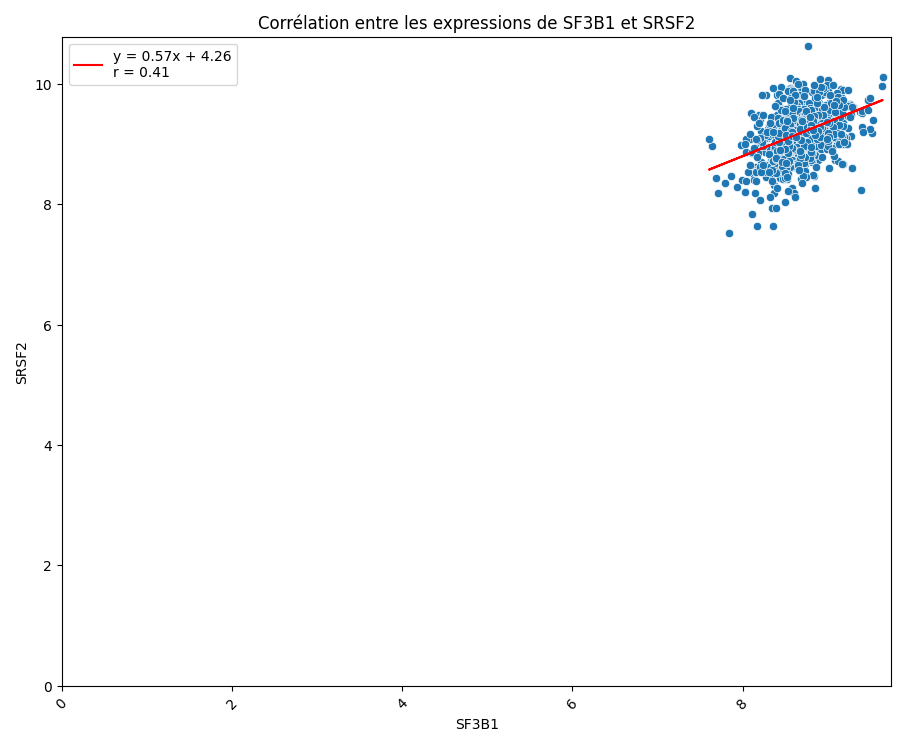 Corrélation entre les expressions de SF3B1 et SRSF2
y = 0.57x + 4.26
r = 0.41
10
8
6
4
2
0
SRSF2
0
2
4
6
8
SF3B1